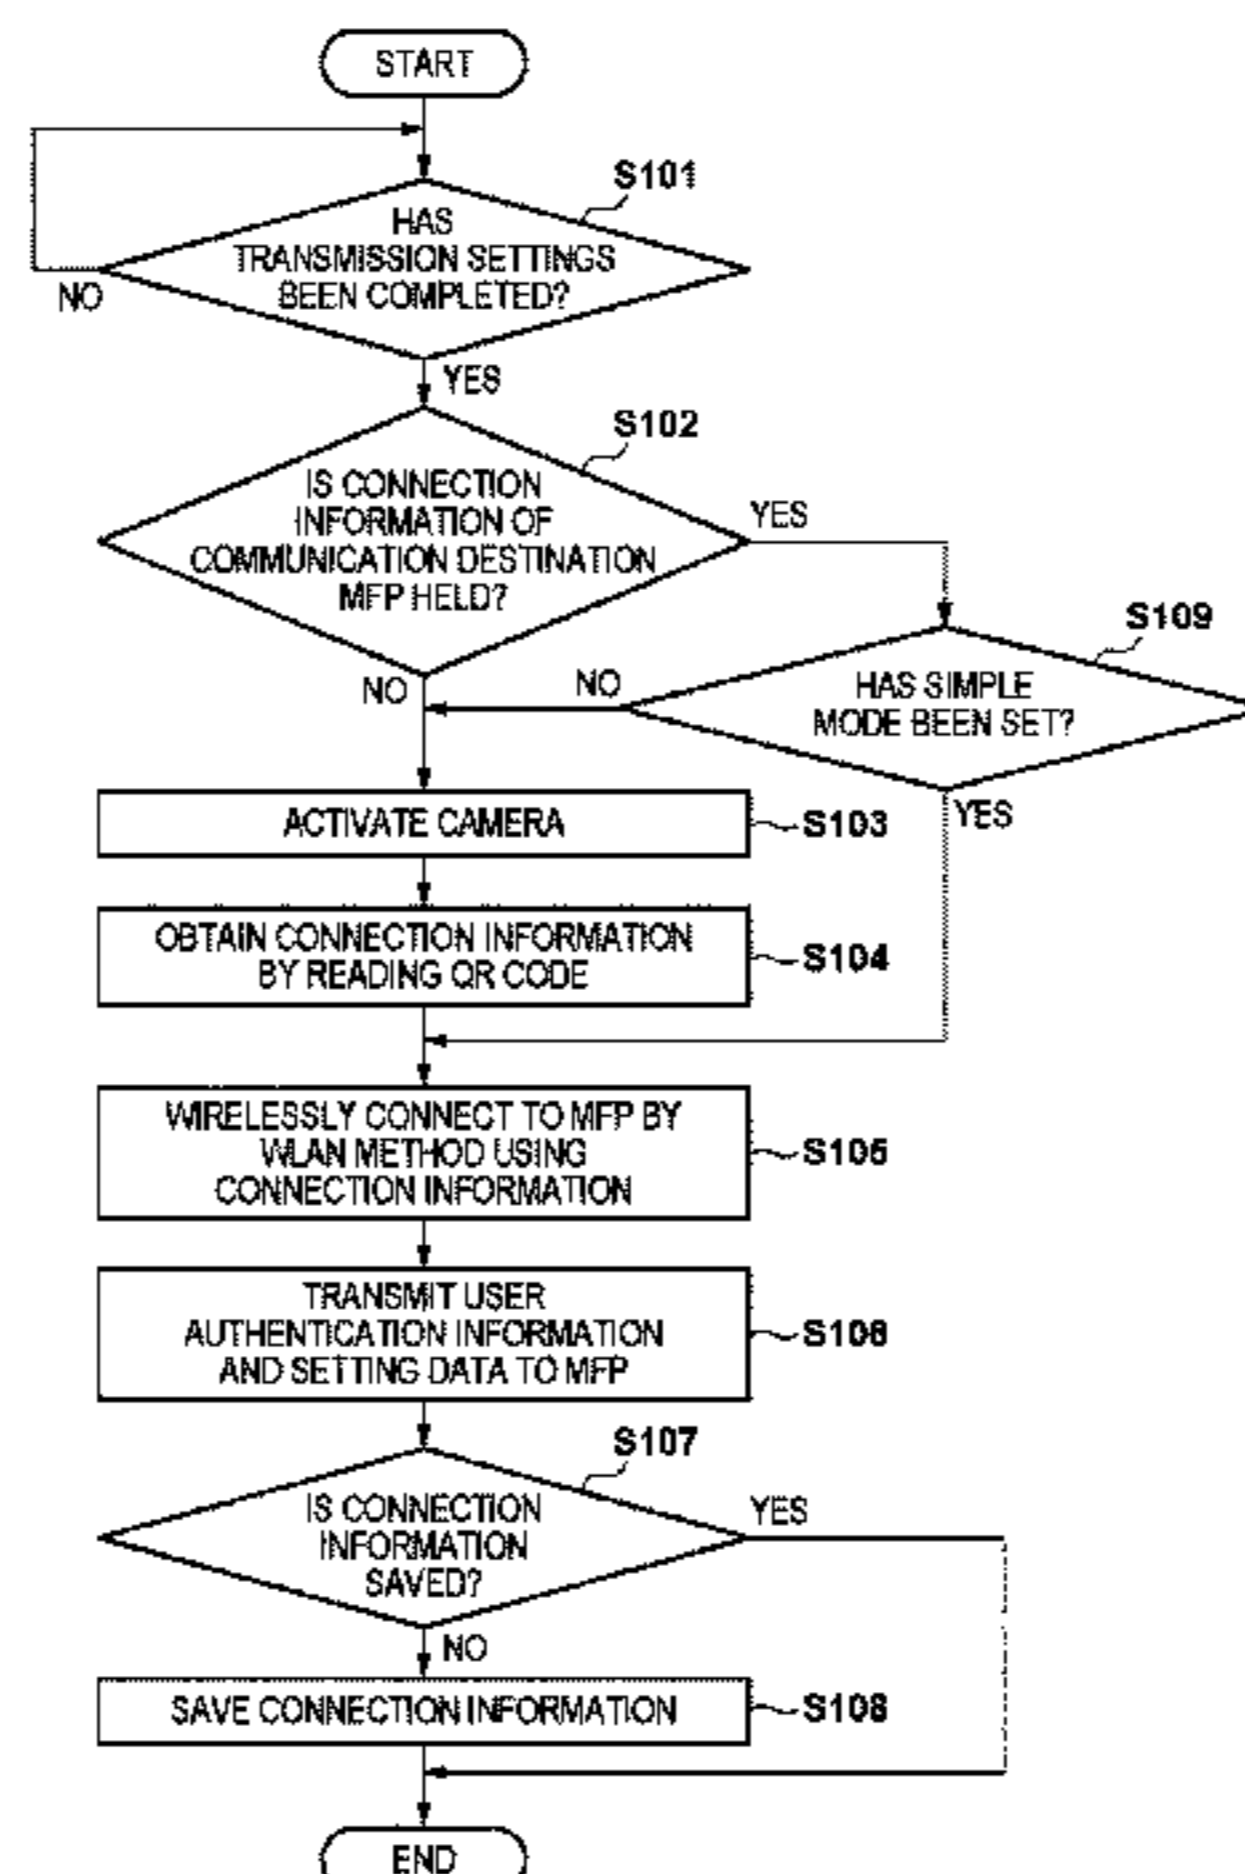 START
S101
HAS
TRANSMISSION SETTINGS
BEEN COMPLETED?
NO
YES
S102
IS CONNECTION
INFORMATION OF
COMMUNICATION DESTINATION
MFP HELD?
YES
NO
S109
HAS SIMPLE
MODE BEEN SET?
NO
YES
ACTIVATE CAMERA
S103
OBTAIN CONNECTION INFORMATION
BY READING QR CODE
S104
WIRELESSLY CONNECT TO MFP BY
WLAN METHOD USING
CONNECTION INFORMATION
S105
TRANSMIT USER
AUTHENTICATION INFORMATION
AND SETTING DATA TO MFP
S106
S107
IS CONNECTION
INFORMATION
SAVED?
YES
NO
SAVE CONNECTION INFORMATION
S108
END